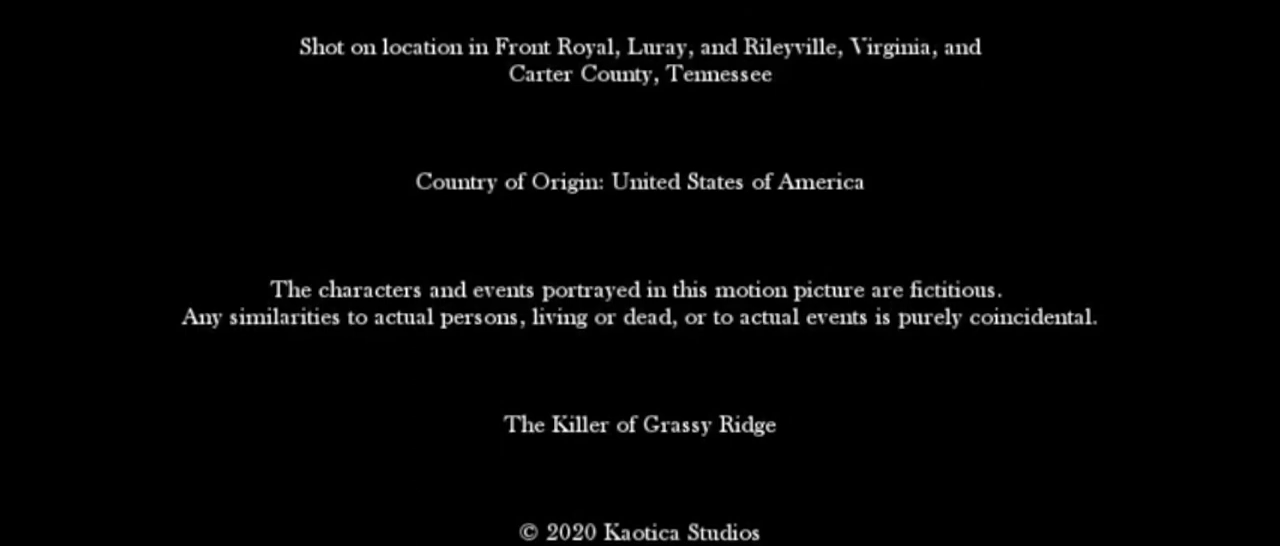 Shot on location in Front Royal, Luray, and Rileyville, Virginia, and
Carter County, Tennessee
Country of Origin: United States of America
The characters and events portrayed in this motion picture are fictitious.
Any similarities to actual persons, living or dead, or to actual events is purely coincidental.
The Killer of Grassy Ridge
© 2020 Kaotica Studios